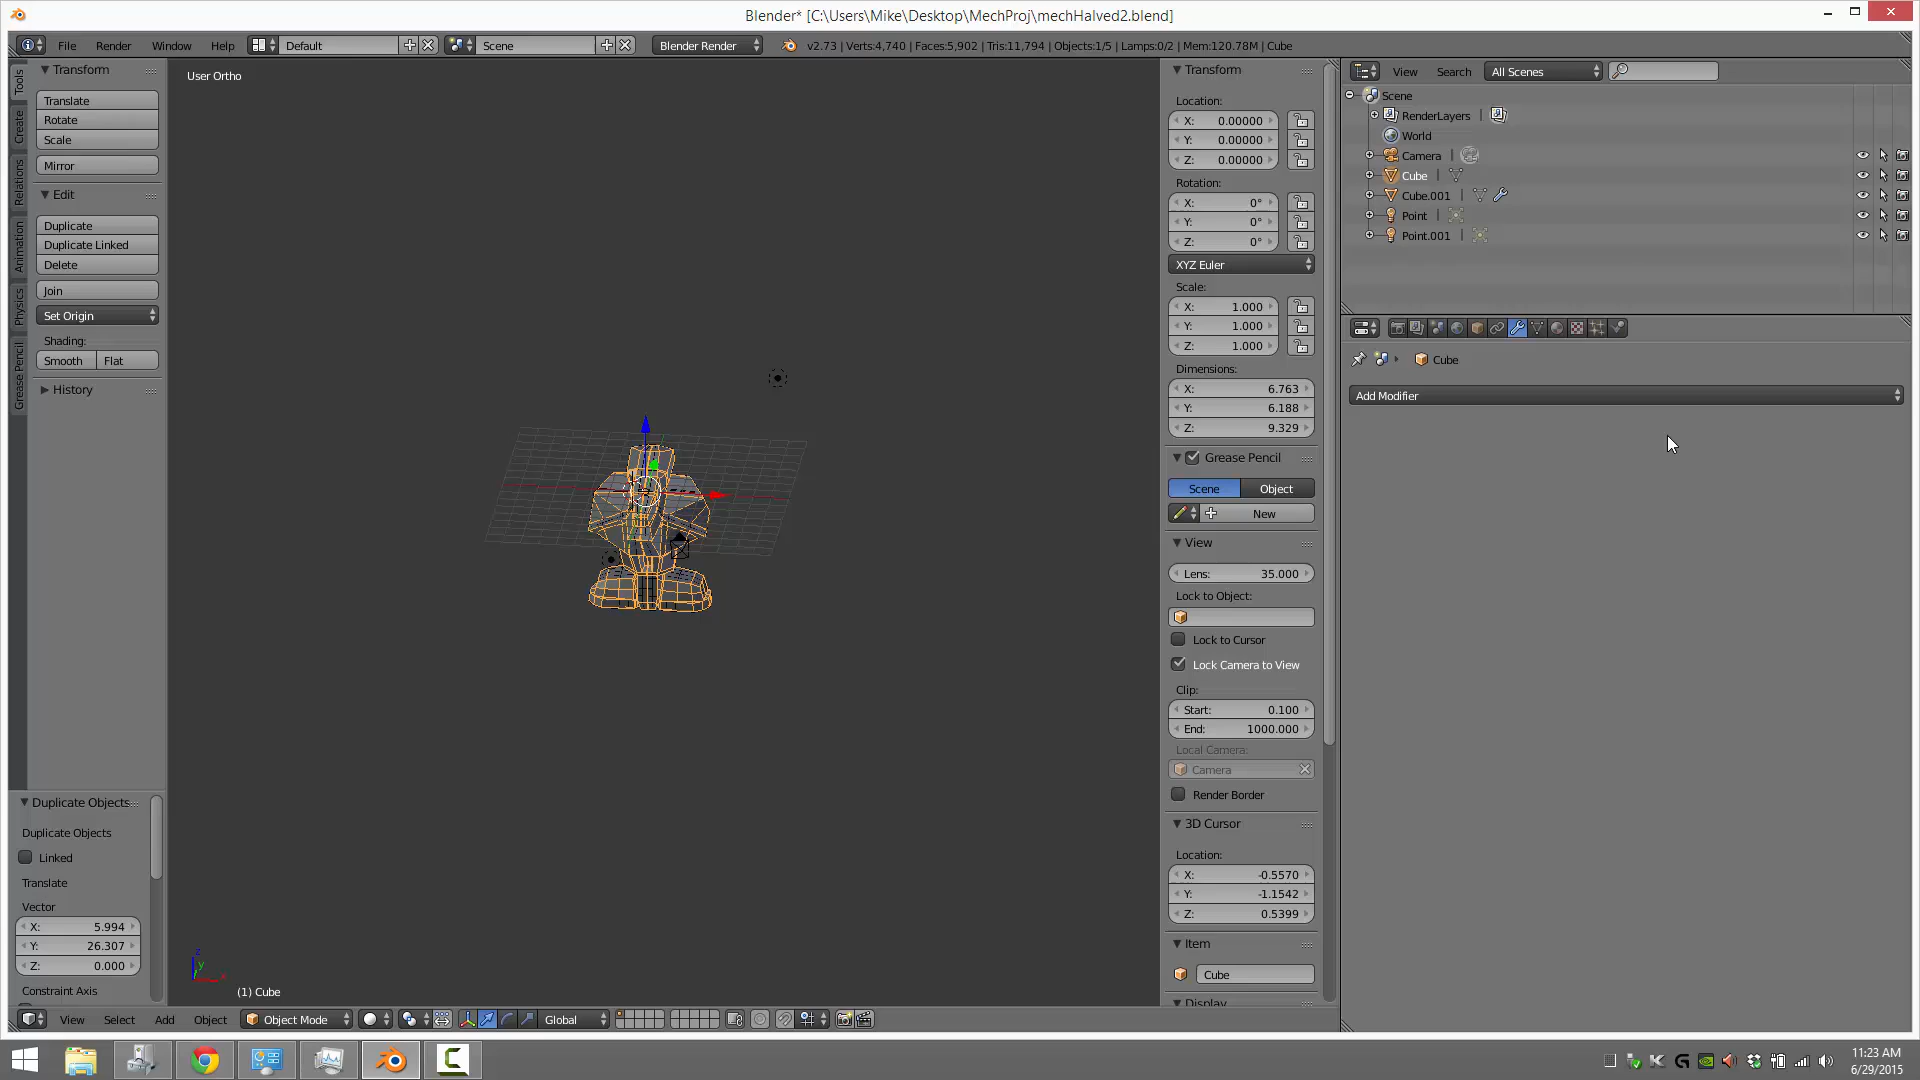 Blender* [C:\Users\Mike\Desktop\MechProj\mechHalved2.blend]
File Render Window Help Default Scene Blender Render v2.73 | Verts:4,740 | Faces:5,902 | Tris:11,794 | Objects:1/5 | Lamps:0/2 | Mem:120.78M | Cube
Tools
Create
Relations
Animation
Physics
Grease Pencil
Transform
Translate
Rotate
Scale
Mirror
Edit
Duplicate
Duplicate Linked
Delete
Join
Set Origin
Shading:
Smooth Flat
History
Duplicate Objects
Duplicate Objects
Linked
Translate
Vector
X: 5.994
Y: 26.307
Z: 0.000
Constraint Axis
User Ortho
z
y
x
(1) Cube
View Select Add Object Object Mode Global
Transform
Location:
X: 0.00000
Y: 0.00000
Z: 0.00000
Rotation:
X: 0°
Y: 0°
Z: 0°
XYZ Euler
Scale:
X: 1.000
Y: 1.000
Z: 1.000
Dimensions:
X: 6.763
Y: 6.188
Z: 9.329
Grease Pencil
Scene Object
New
View
Lens: 35.000
Lock to Object:
Lock to Cursor
Lock Camera to View
Clip:
Start: 0.100
End: 1000.000
Local Camera:
Camera
Render Border
3D Cursor
Location:
X: -0.5570
Y: -1.1542
Z: 0.5399
Item
Cube
Display
View Search All Scenes
Scene
RenderLayers |
World
Camera |
Cube |
Cube.001 |
Point |
Point.001 |
Cube
Add Modifier
11:23 AM
6/29/2015